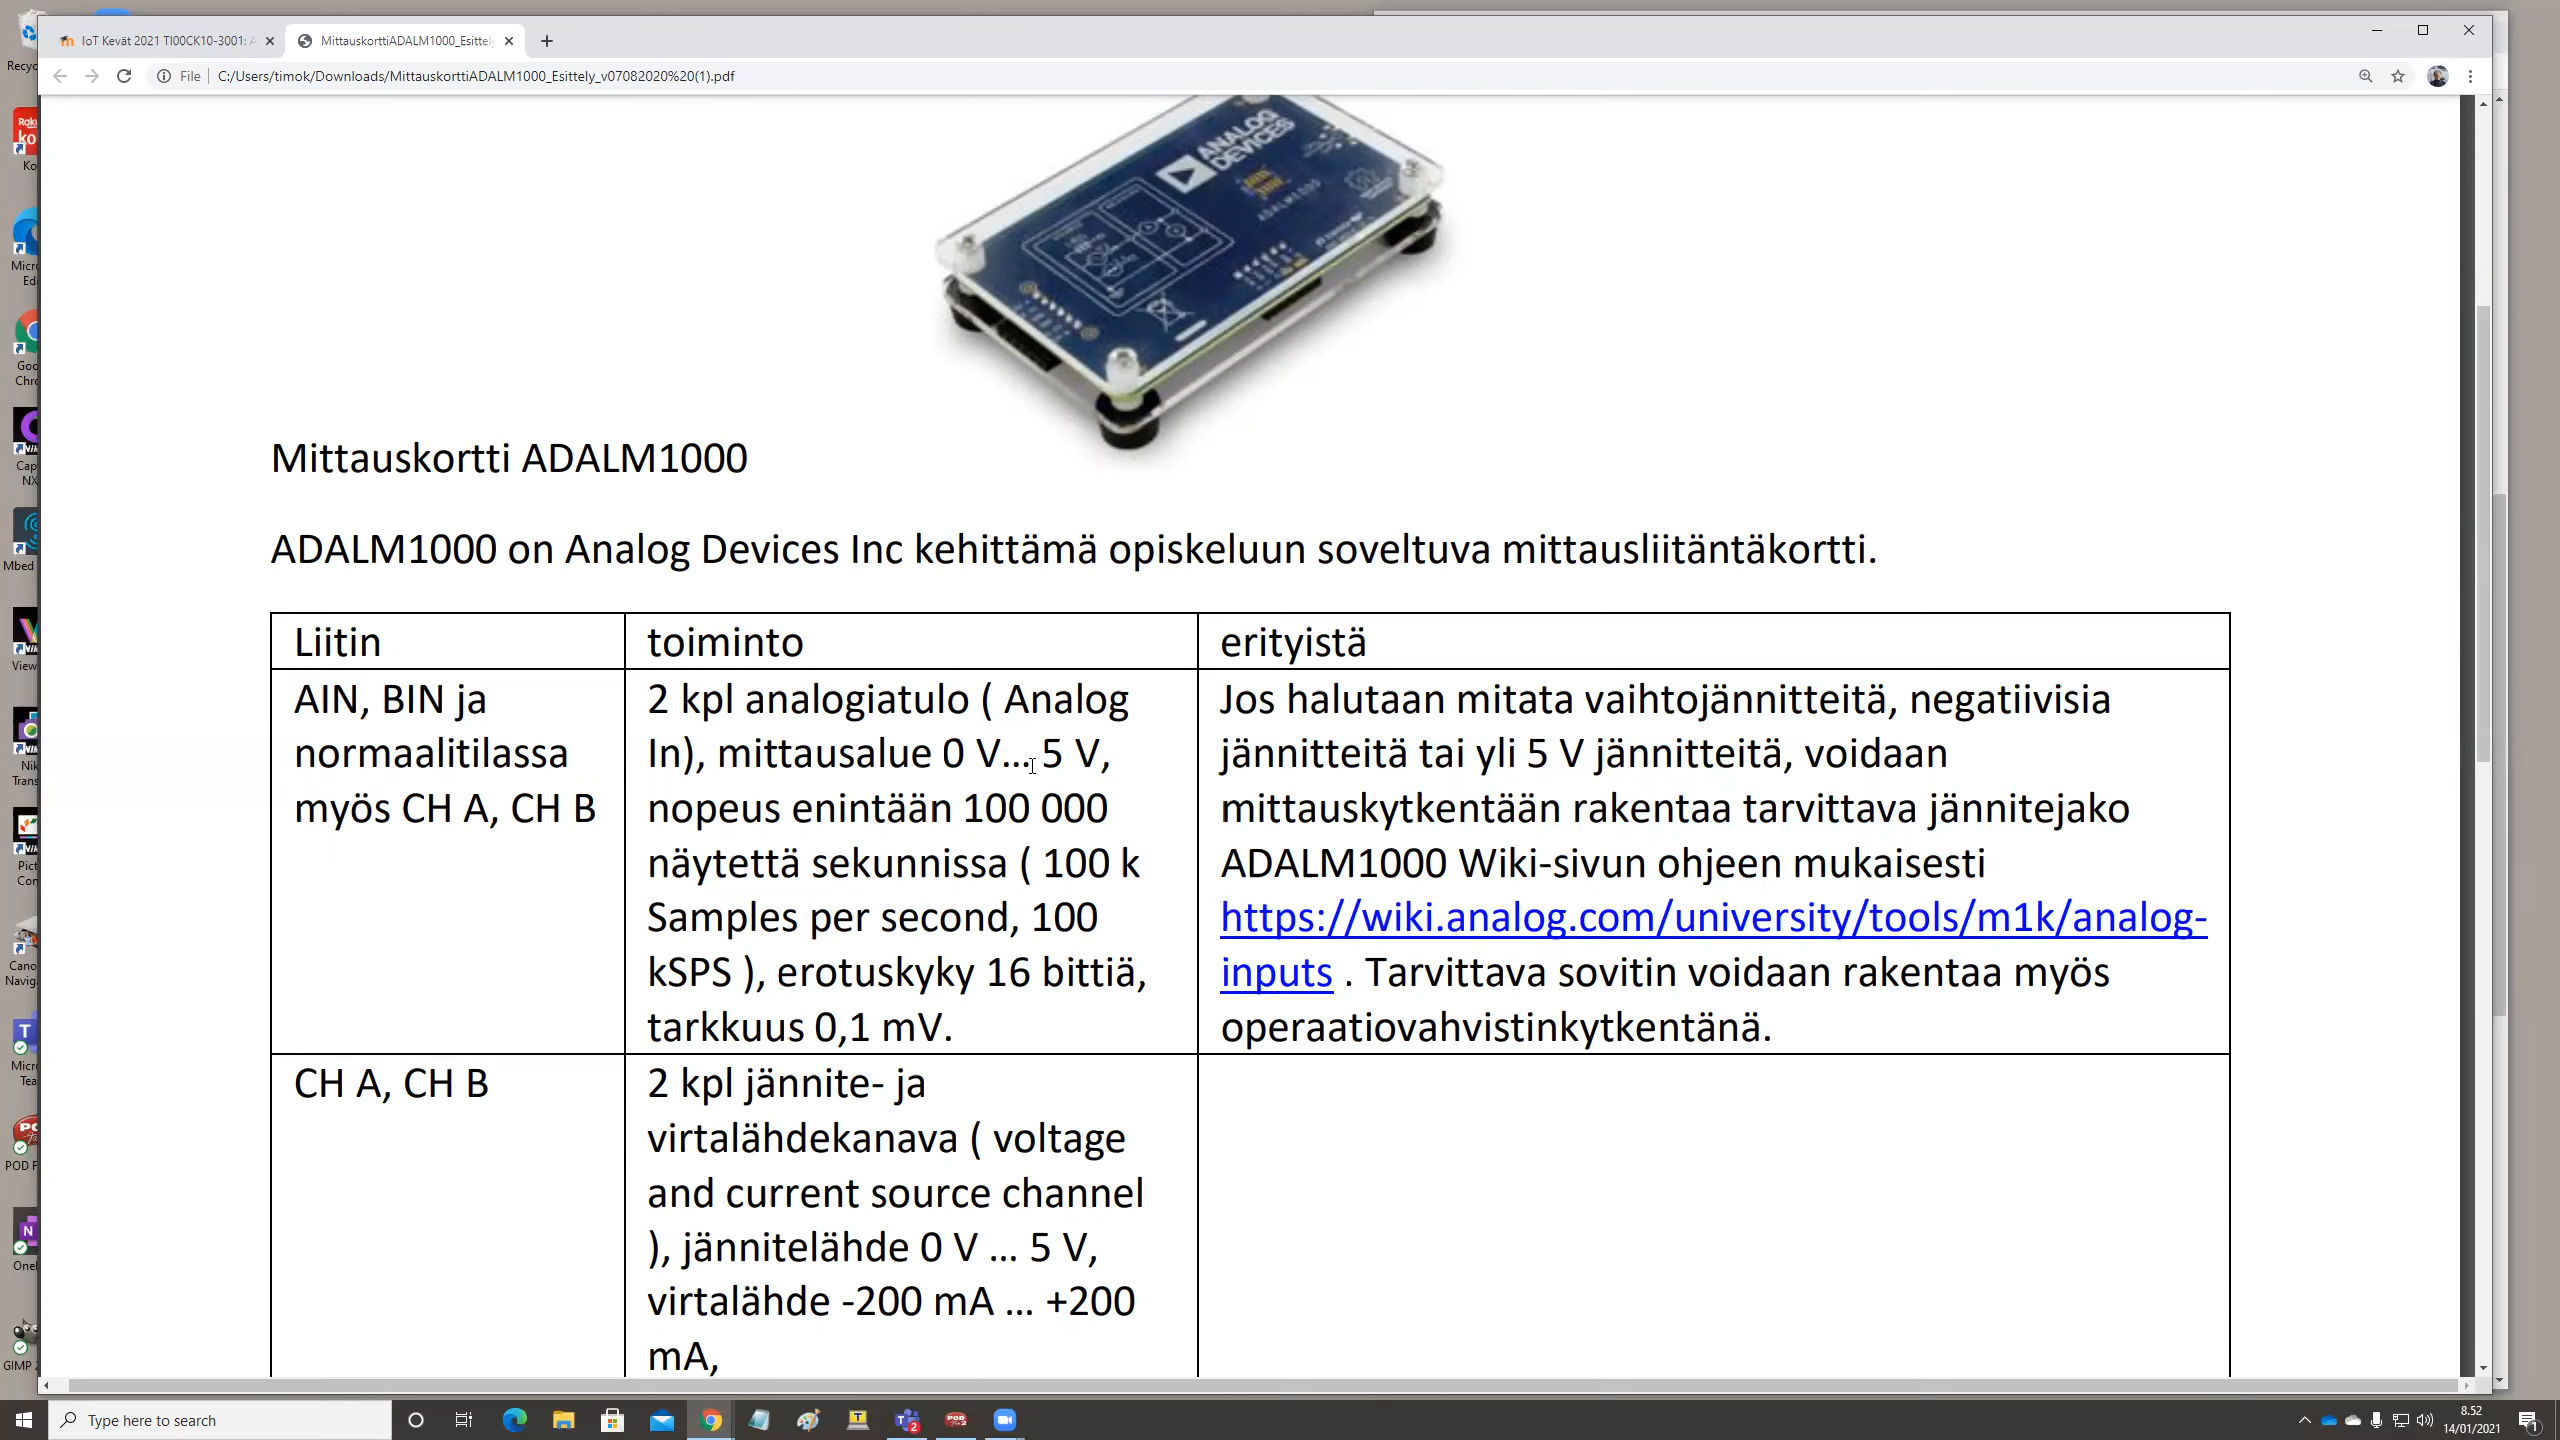 IoT Kevät 2021 TI00CK10-3001: A
MittauskorttiADALM1000_Esittely
File
C:/Users/timok/Downloads/MittauskorttiADALM1000_Esittely_v07082020%20(1).pdf
ANALOG
DEVICES
ADALM1000
Mittauskortti ADALM1000
ADALM1000 on Analog Devices Inc kehittämä opiskeluun soveltuva mittausliitäntäkortti.
Liitin
toiminto
erityistä
AIN, BIN ja
normaalitilassa
myös CH A, CH B
2 kpl analogiatulo ( Analog
In), mittausalue 0 V... 5 V,
nopeus enintään 100 000
näytettä sekunnissa ( 100 k
Samples per second, 100
kSPS ), erotuskyky 16 bittiä,
tarkkuus 0,1 mV.
Jos halutaan mitata vaihtojännitteitä, negatiivisia
jännitteitä tai yli 5 V jännitteitä, voidaan
mittauskytkentään rakentaa tarvittava jännitejako
ADALM1000 Wiki-sivun ohjeen mukaisesti
https://wiki.analog.com/university/tools/m1k/analog-
inputs . Tarvittava sovitin voidaan rakentaa myös
operaatiovahvistinkytkentänä.
CH A, CH B
2 kpl jännite- ja
virtalähdekanava ( voltage
and current source channel
), jännitelähde 0 V ... 5 V,
virtalähde -200 mA ... +200
mA,
Type here to search
8.52
14/01/2021